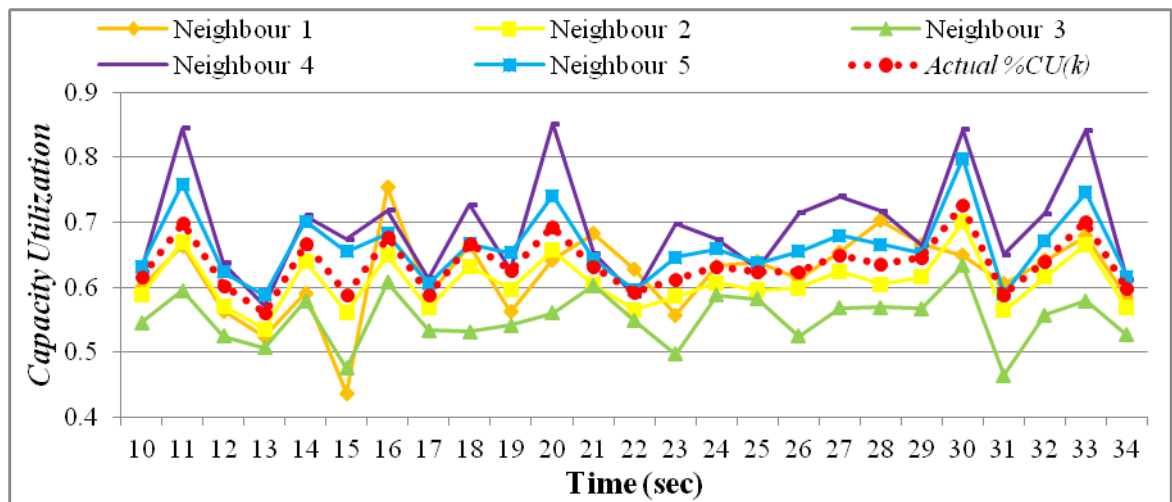 Neighbour 1 Neighbour 2 Neighbour 3
Neighbour 4 Neighbour 5 Actual %CU(k)
Capacity Utilization
0.9
0.8
0.7
0.6
0.5
0.4
10 11 12 13 14 15 16 17 18 19 20 21 22 23 24 25 26 27 28 29 30 31 32 33 34
Time (sec)